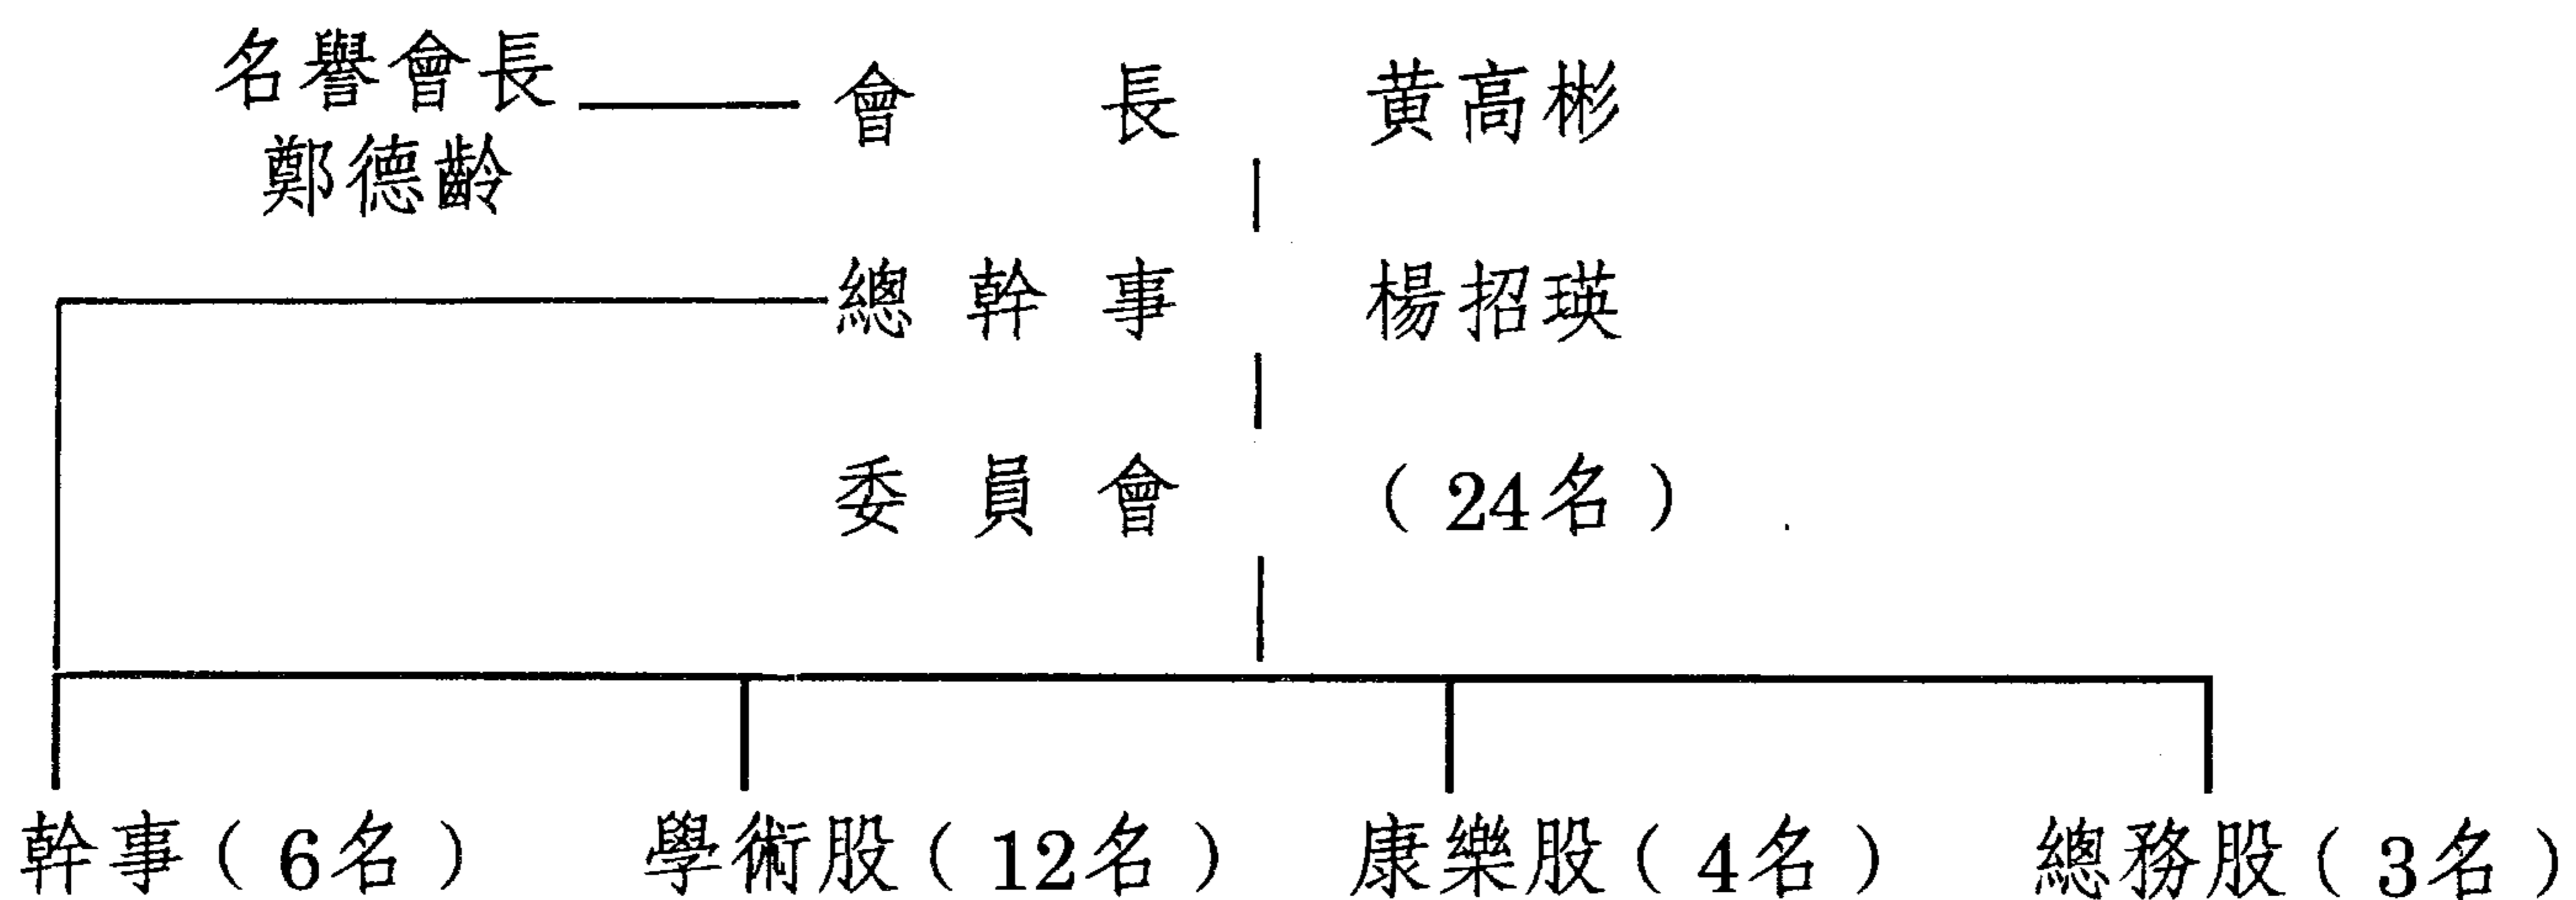 名譽會長
鄭德齡
會長 黄高彬
總幹事 楊招瑛
委員會 (24名)
幹事(6名) 學術股(12名) 康樂股(4名) 總務股(3名)